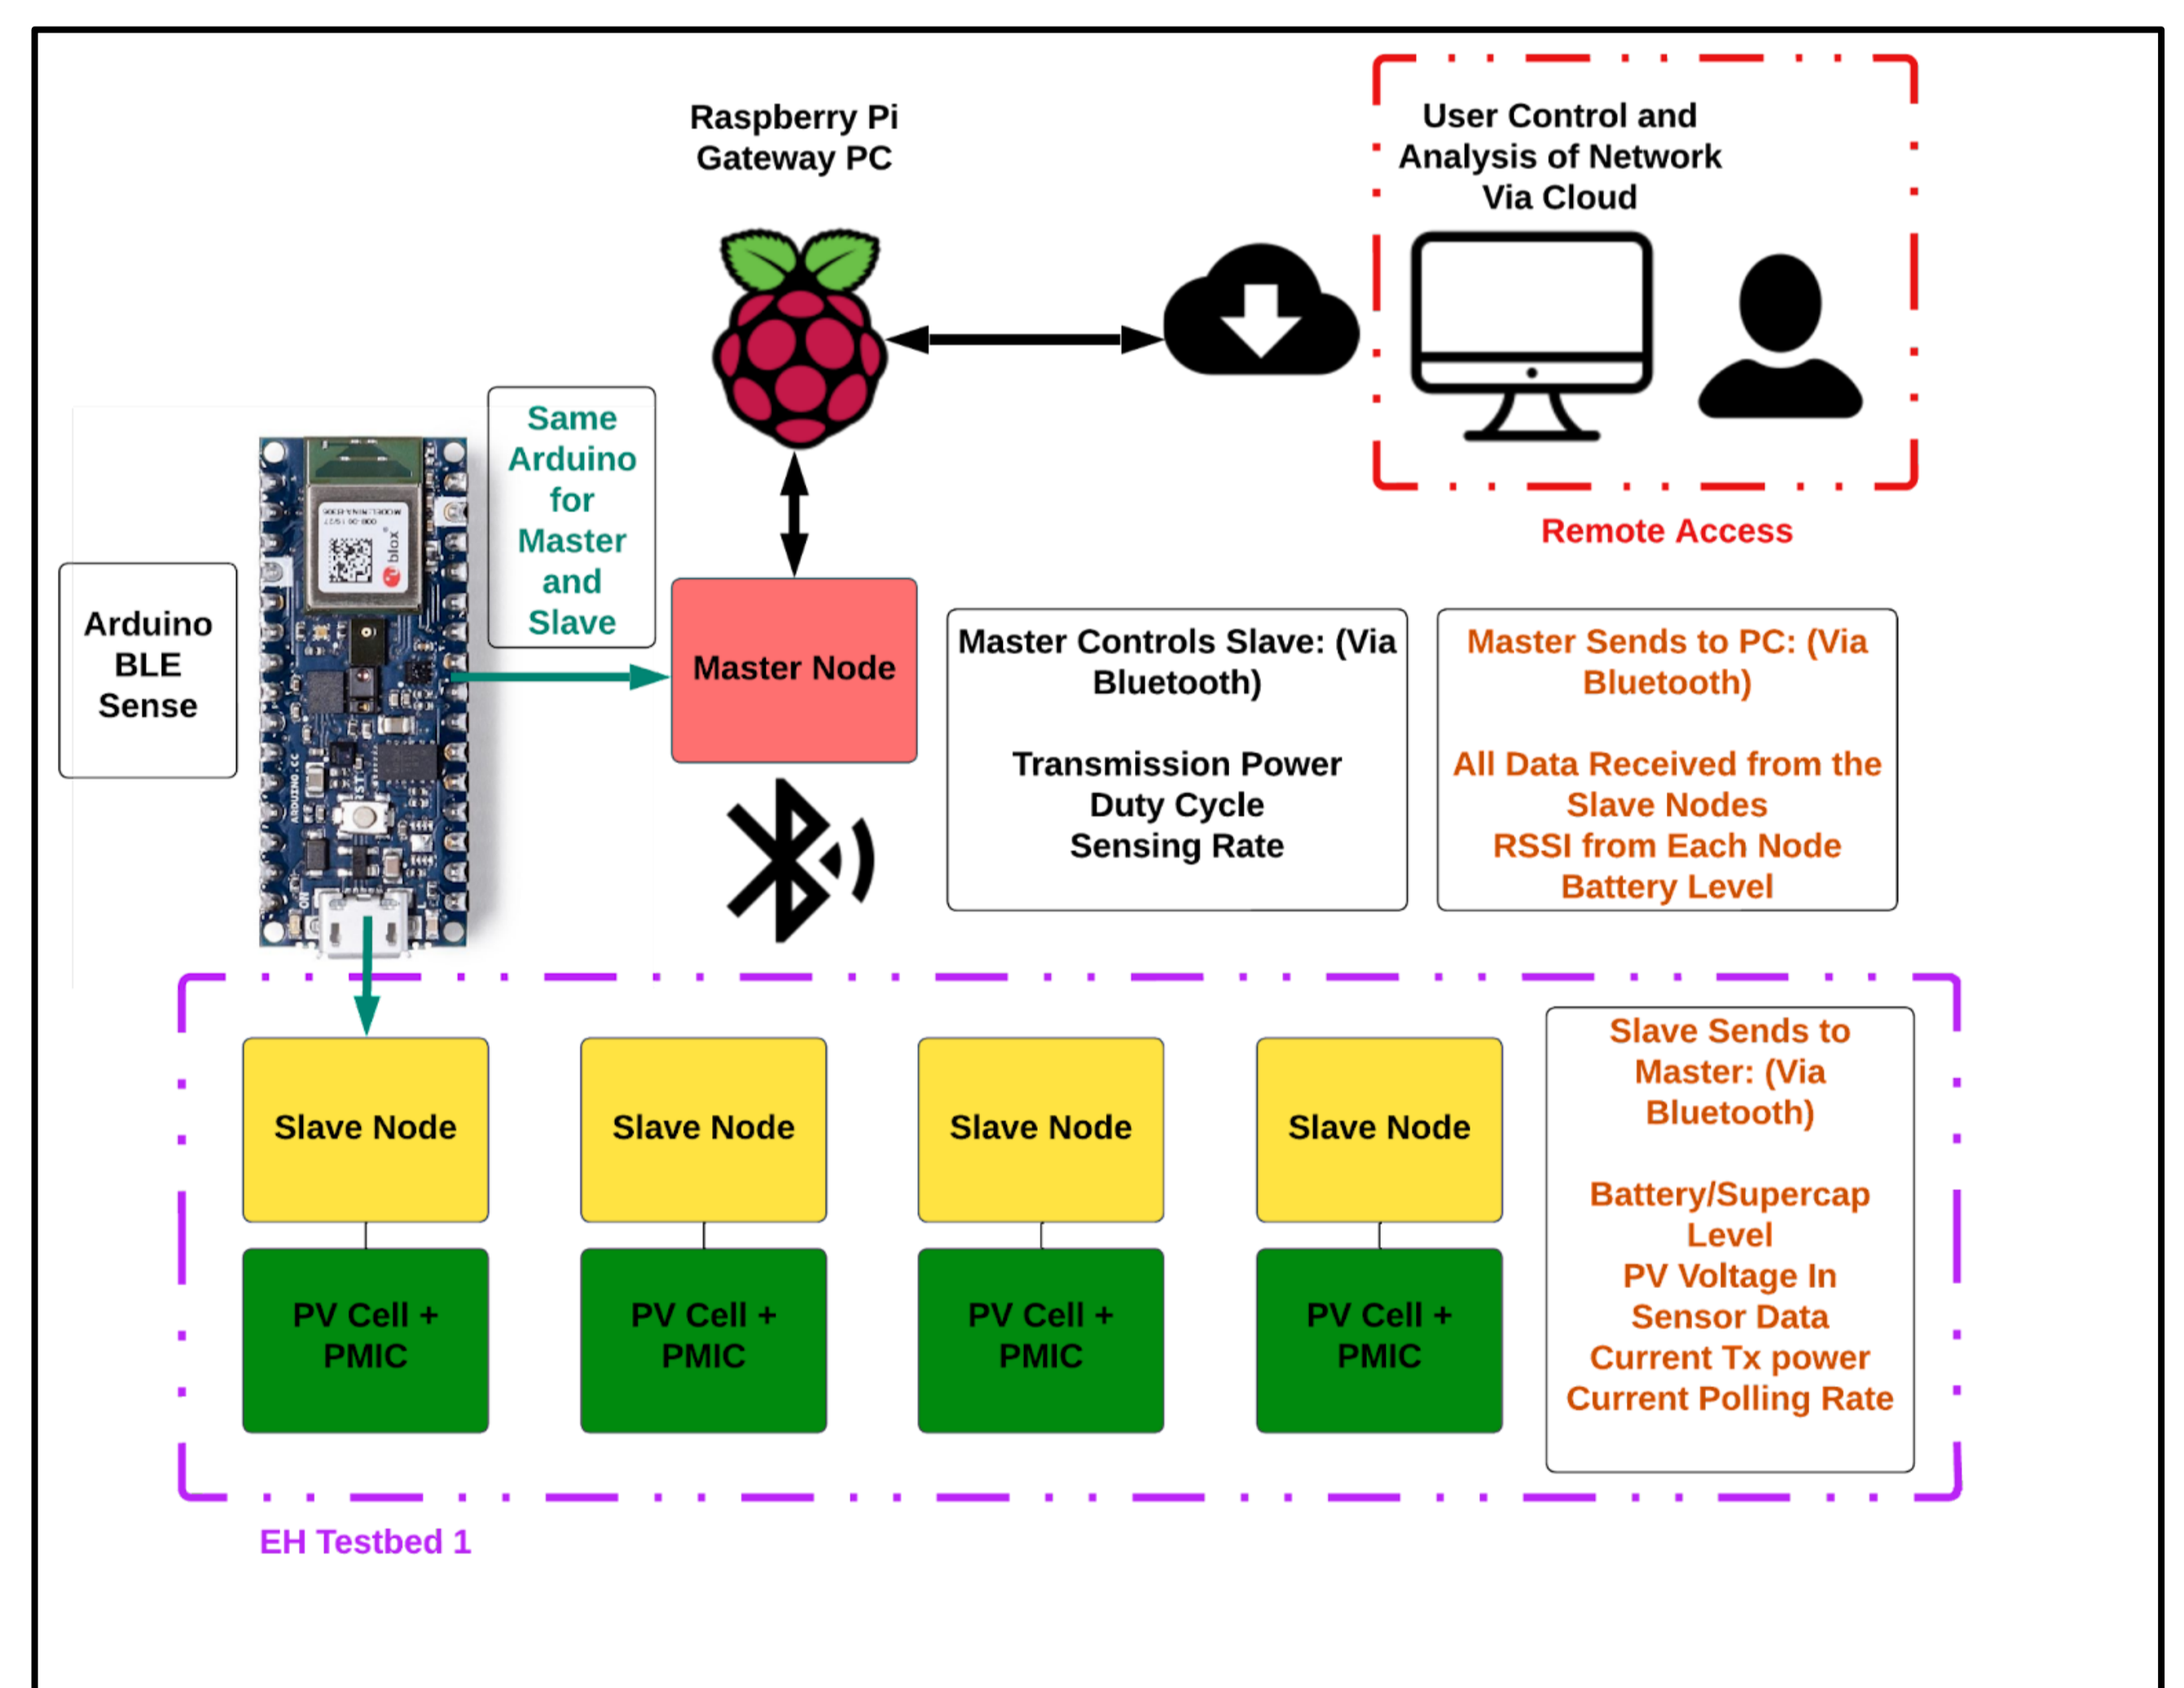 Raspberry Pi
Gateway PC
User Control and
Analysis of Network
Via Cloud
Remote Access
Same
Arduino
for
Master
and
Slave
Arduino
BLE
Sense
blox
ARDUINO.CC
Master Node
Master Controls Slave: (Via
Bluetooth)
Transmission Power
Duty Cycle
Sensing Rate
Master Sends to PC: (Via
Bluetooth)
All Data Received from the
Slave Nodes
RSSI from Each Node
Battery Level
Slave Node
Slave Node
Slave Node
Slave Node
PV Cell +
PMIC
PV Cell +
PMIC
PV Cell +
PMIC
PV Cell +
PMIC
Slave Sends to
Master: (Via
Bluetooth)
Battery/Supercap
Level
PV Voltage In
Sensor Data
Current Tx power
Current Polling Rate
EH Testbed 1